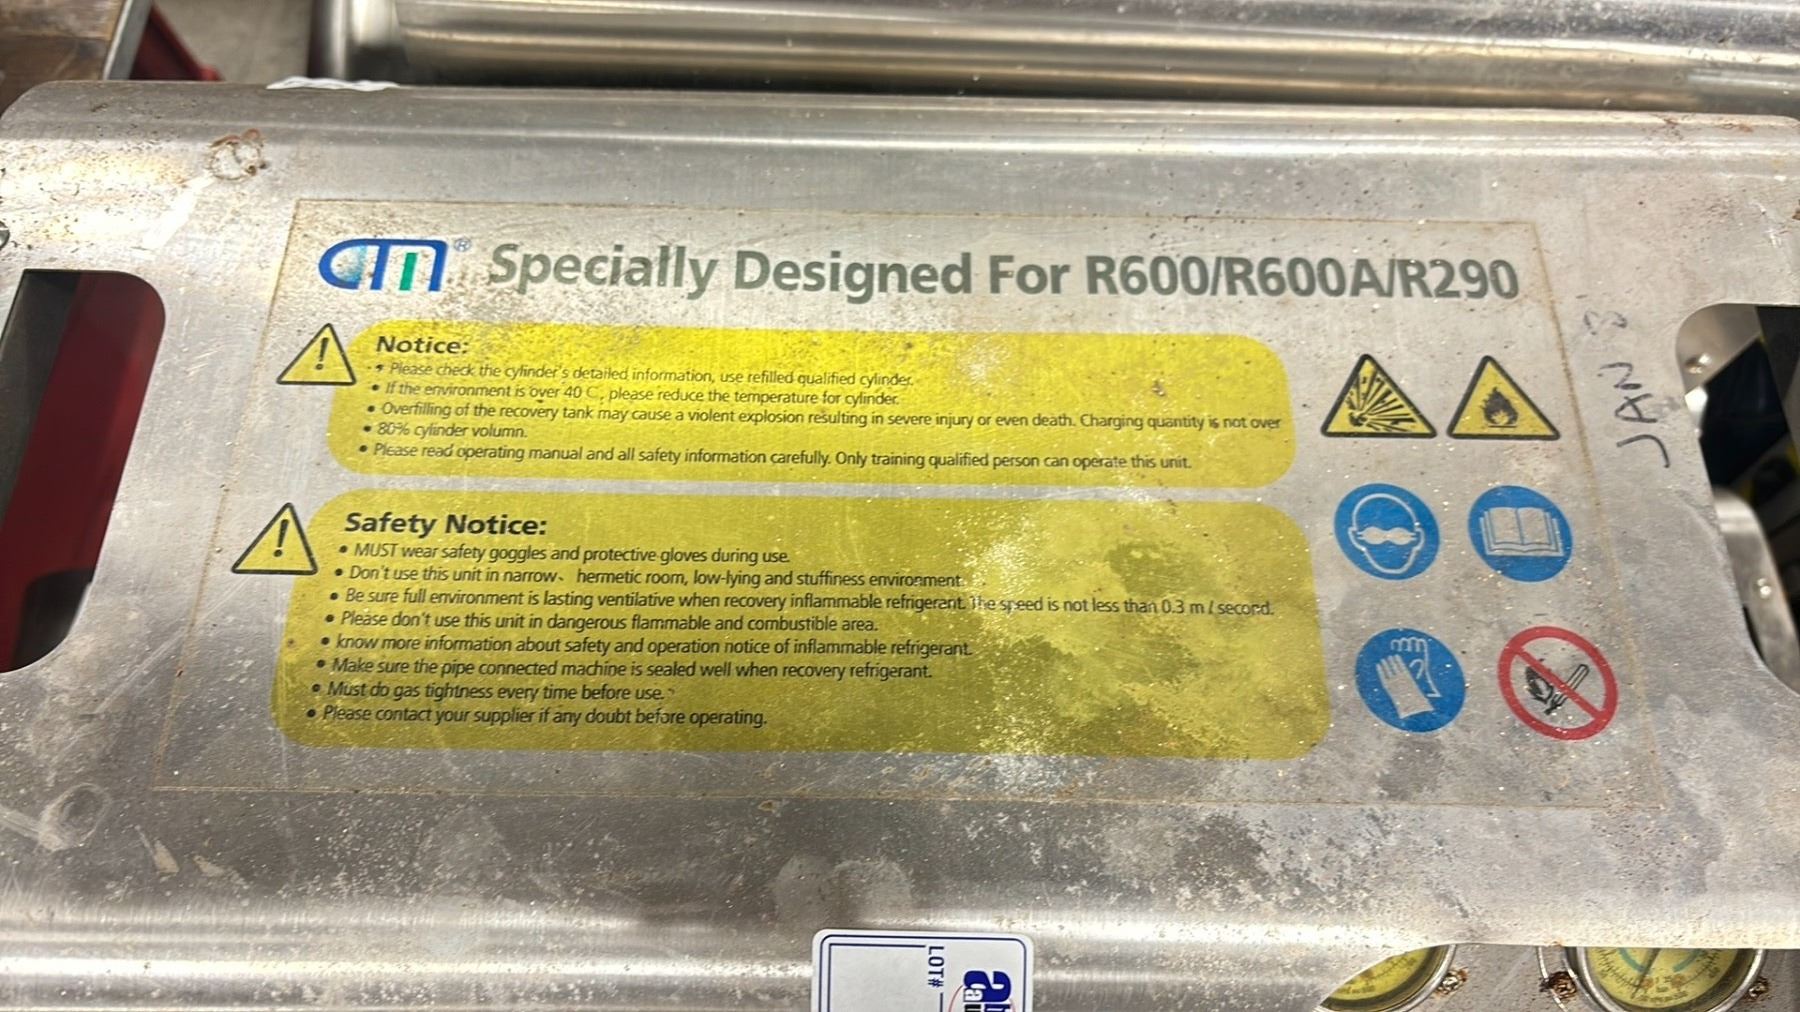 CM® Specially Designed For R600/R600A/R290
Notice:
• Please check the cylinder's detailed information, use refilled qualified cylinder.
• If the environment is over 40 C, please reduce the temperature for cylinder.
• Overfilling of the recovery tank may cause a violent explosion resulting in severe injury or even death. Charging quantity is not over
• 80% cylinder volumn.
• Please read operating manual and all safety information carefully. Only training qualified person can operate this unit.
Safety Notice:
• MUST wear safety goggles and protective gloves during use.
• Don't use this unit in narrow、 hermetic room, low-lying and stuffiness environment.
• Be sure full environment is lasting ventilative when recovery inflammable refrigerant. The speed is not less than 0.3 m / second.
• Please don't use this unit in dangerous flammable and combustible area.
• know more information about safety and operation notice of inflammable refrigerant.
• Make sure the pipe connected machine is sealed well when recovery refrigerant.
• Must do gas tightness every time before use.
• Please contact your supplier if any doubt before operating.
JAN 3
LOT#